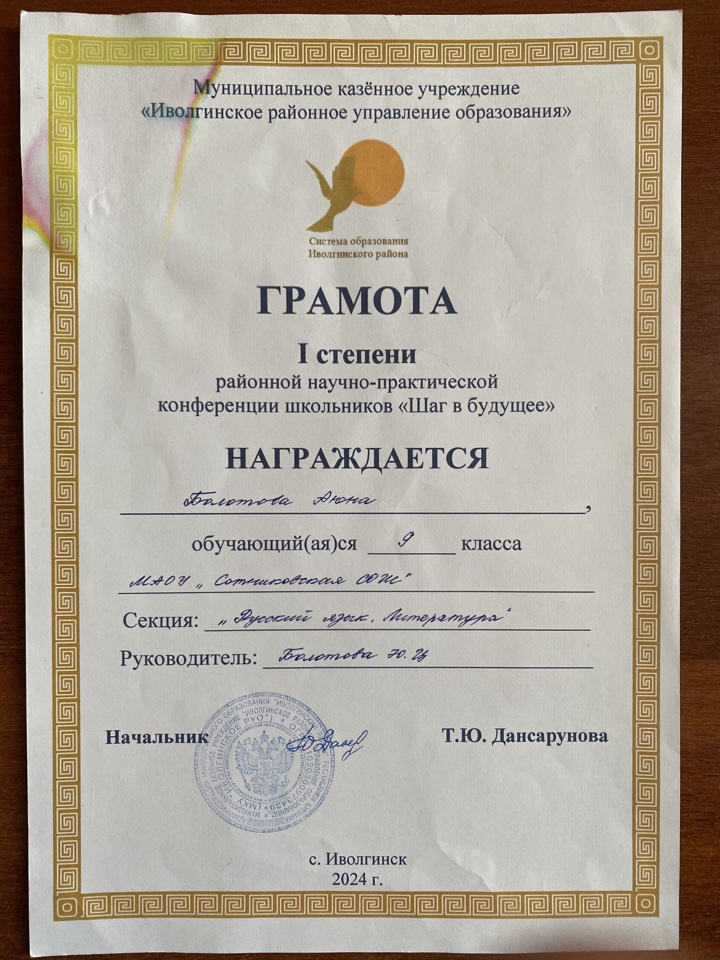 Муниципальное казённое учреждение
«Иволгинское районное управление образования»
Система образования
Иволгинского района
ГРАМОТА
I степени
районной научно-практической
конференции школьников «Шаг в будущее»
НАГРАЖДАЕТСЯ
Болотова Аюна,
обучающий(ая)ся 9 класса
МАОУ „Сотниковская СОШ"
Секция: „Русский язык. Литература"
Руководитель: Болотова Ю.Ц
Начальник Т.Ю. Дансарунова
с. Иволгинск
2024 г.